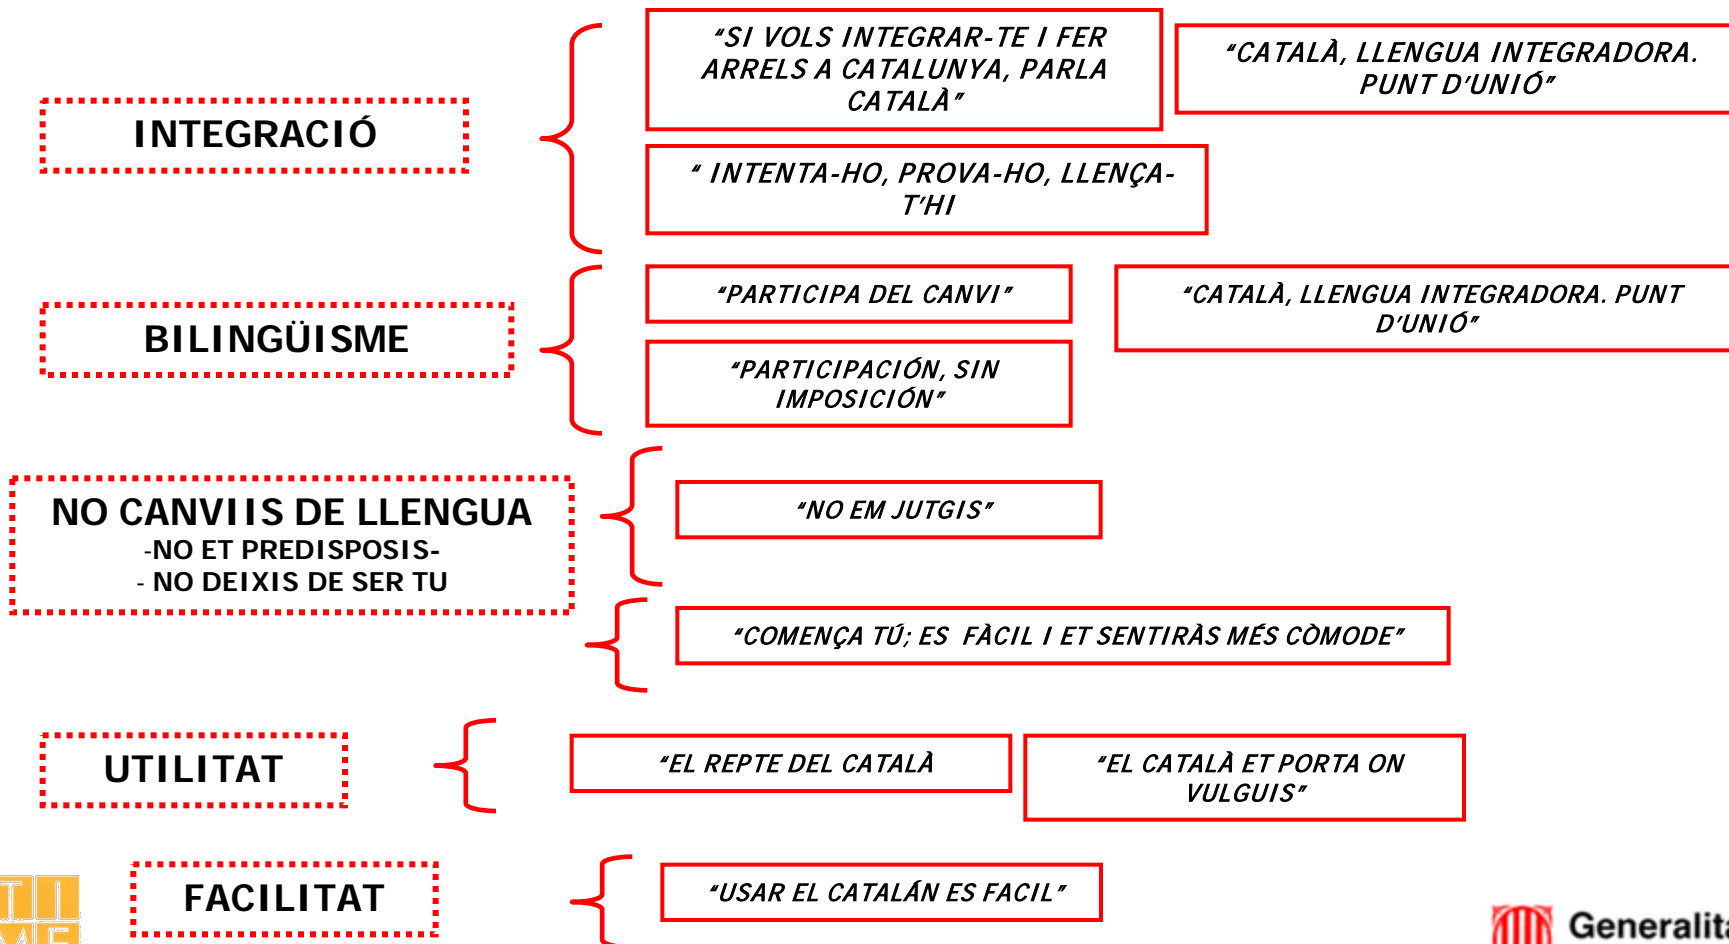 INTEGRACIÓ
“SI VOLS INTEGRAR-TE I FER
ARRELS A CATALUNYA, PARLA
CATALÀ”
“CATALÀ, LLENGUA INTEGRADORA.
PUNT D’UNIÓ”
“ INTENTA-HO, PROVA-HO, LLENÇA-
T’HI
BILINGÜISME
“PARTICIPA DEL CANVI”
“CATALÀ, LLENGUA INTEGRADORA. PUNT
D’UNIÓ”
“PARTICIPACIÓN, SIN
IMPOSICIÓN”
NO CANVIIS DE LLENGUA
-NO ET PREDISPOSIS-
- NO DEIXIS DE SER TU
“NO EM JUTGIS”
“COMENÇA TÚ; ES FÀCIL I ET SENTIRÀS MÉS CÒMODE”
UTILITAT
“EL REPTE DEL CATALÀ
“EL CATALÀ ET PORTA ON
VULGUIS”
FACILITAT
“USAR EL CATALÁN ES FACIL”